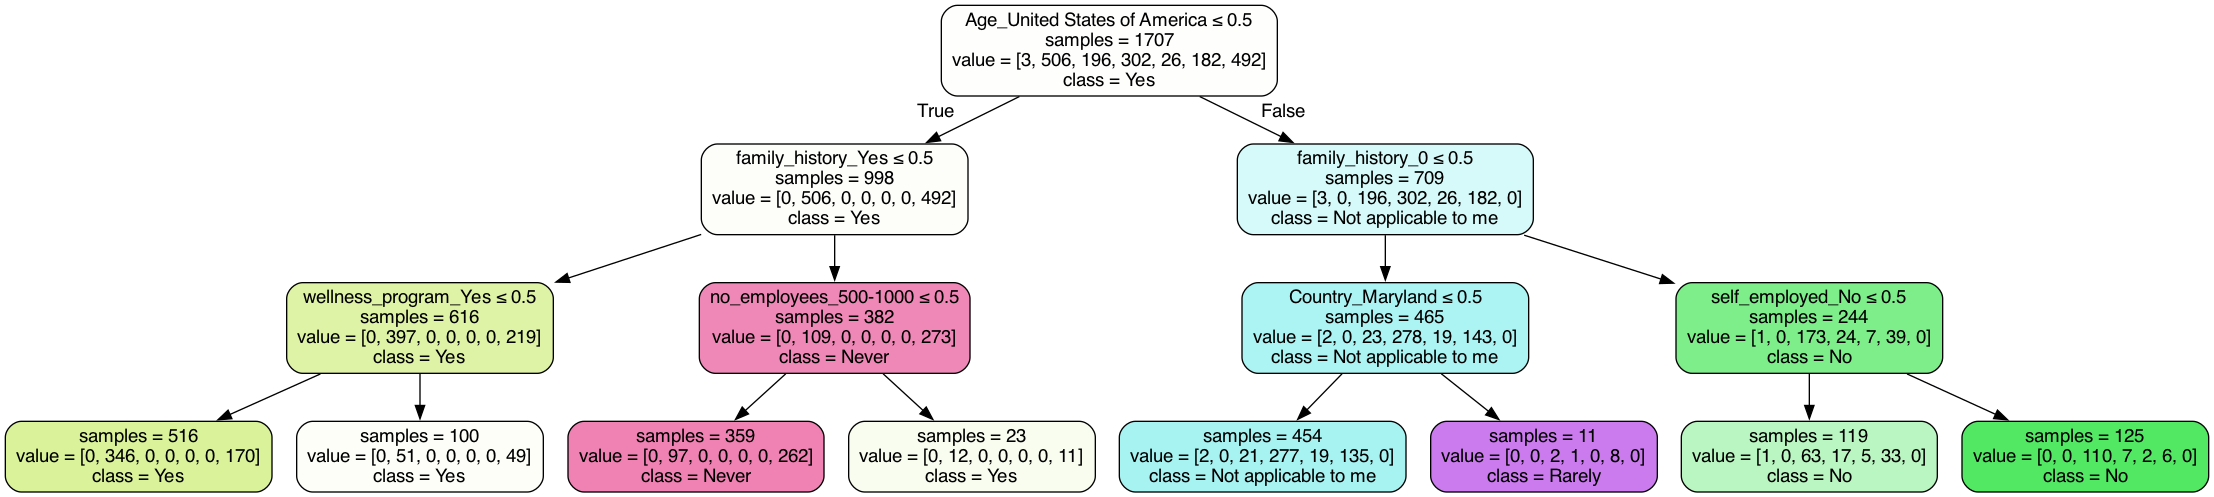 Age_United States of America ≤ 0.5
samples = 1707
value = [3, 506, 196, 302, 26, 182, 492]
class = Yes
True
False
family_history_Yes ≤ 0.5
samples = 998
value = [0, 506, 0, 0, 0, 0, 492]
class = Yes
family_history_0 ≤ 0.5
samples = 709
value = [3, 0, 196, 302, 26, 182, 0]
class = Not applicable to me
wellness_program_Yes ≤ 0.5
samples = 616
value = [0, 397, 0, 0, 0, 0, 219]
class = Yes
no_employees_500-1000 ≤ 0.5
samples = 382
value = [0, 109, 0, 0, 0, 0, 273]
class = Never
Country_Maryland ≤ 0.5
samples = 465
value = [2, 0, 23, 278, 19, 143, 0]
class = Not applicable to me
self_employed_No ≤ 0.5
samples = 244
value = [1, 0, 173, 24, 7, 39, 0]
class = No
samples = 516
value = [0, 346, 0, 0, 0, 0, 170]
class = Yes
samples = 100
value = [0, 51, 0, 0, 0, 0, 49]
class = Yes
samples = 359
value = [0, 97, 0, 0, 0, 0, 262]
class = Never
samples = 23
value = [0, 12, 0, 0, 0, 0, 11]
class = Yes
samples = 454
value = [2, 0, 21, 277, 19, 135, 0]
class = Not applicable to me
samples = 11
value = [0, 0, 2, 1, 0, 8, 0]
class = Rarely
samples = 119
value = [1, 0, 63, 17, 5, 33, 0]
class = No
samples = 125
value = [0, 0, 110, 7, 2, 6, 0]
class = No